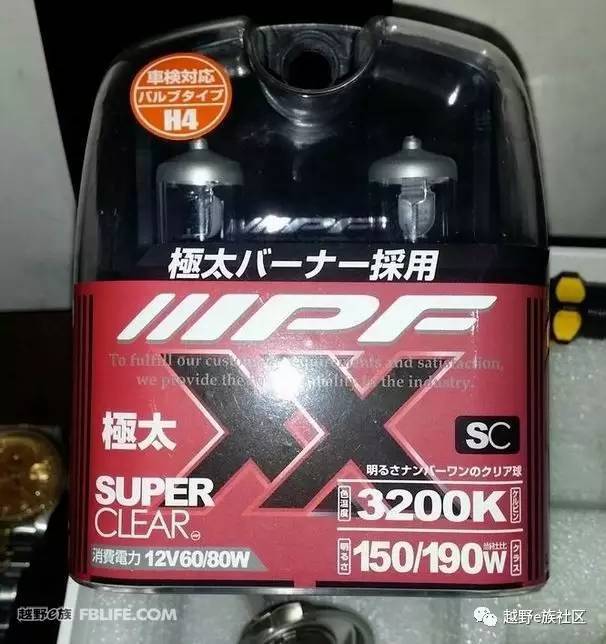 車検対応
バルブタイプ
H4
IPF
極太バーナー採用
IPF
To fulfill our requirements and satisfaction,
we provide the in the industry.
XX
極太
SC
明るさナンバーワンのクリア球
SUPER
CLEAR
色温度 3200K ケルビン
消費電力 12V60/80W
明るさ 150/190W 当社比 クラス
越野e族 FBLIFE.COM
越野e族社区